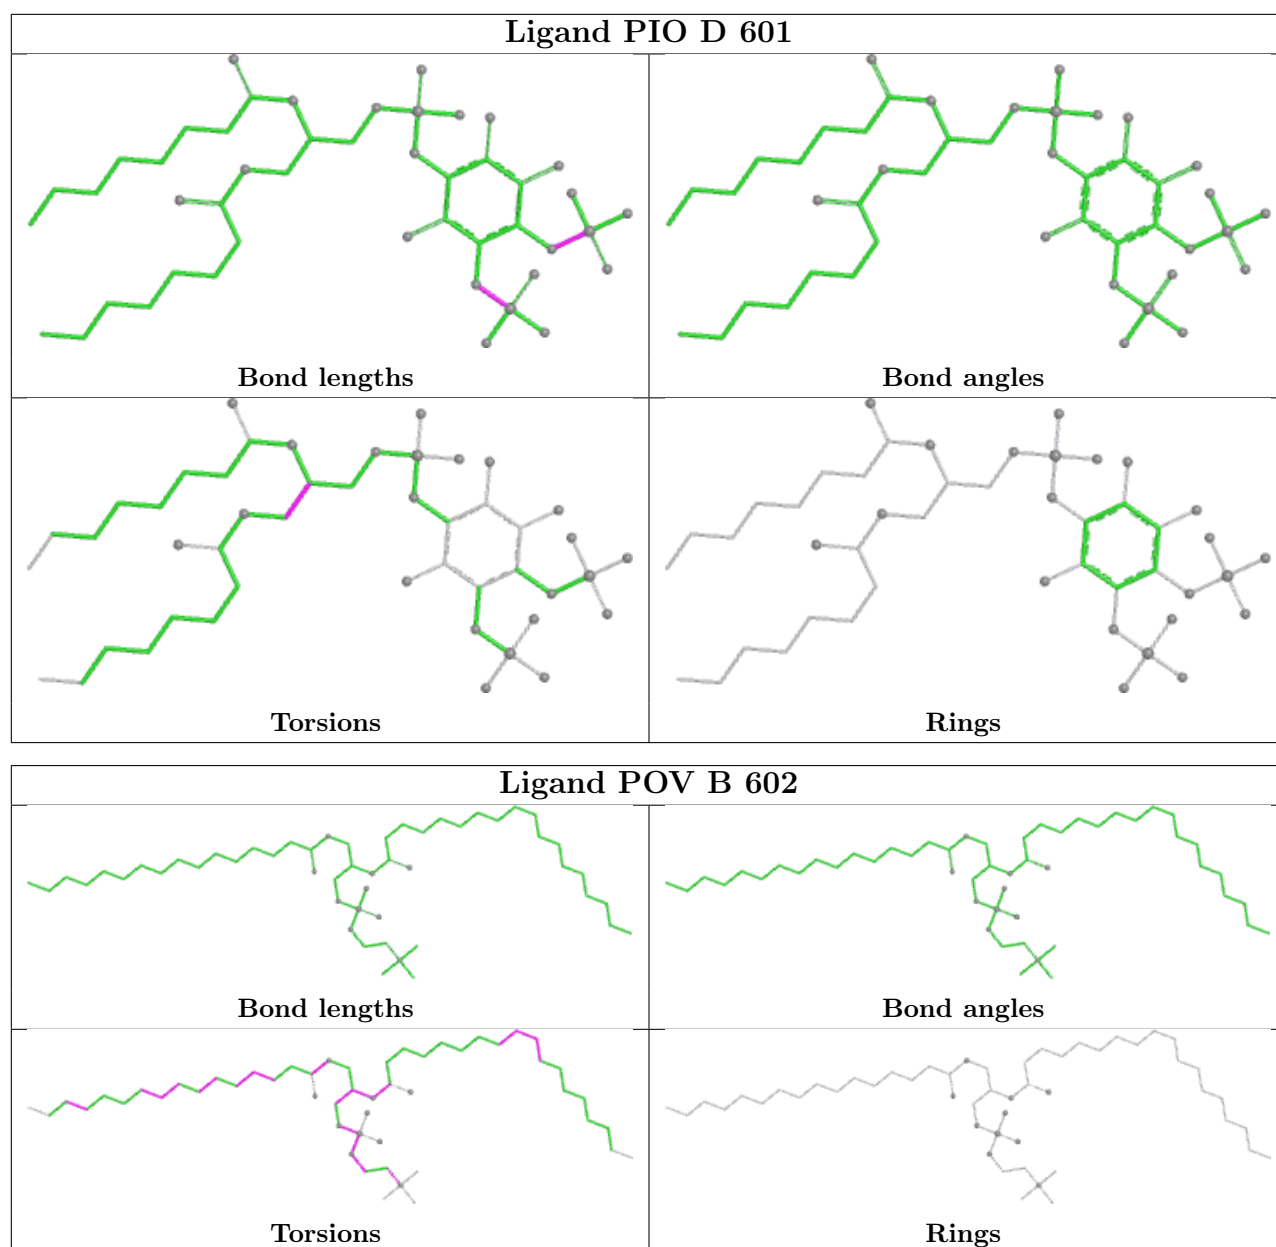 Ligand PIO D 601
Bond lengths
Bond angles
Torsions
Rings
Ligand POV B 602
Bond lengths
Bond angles
Torsions
Rings